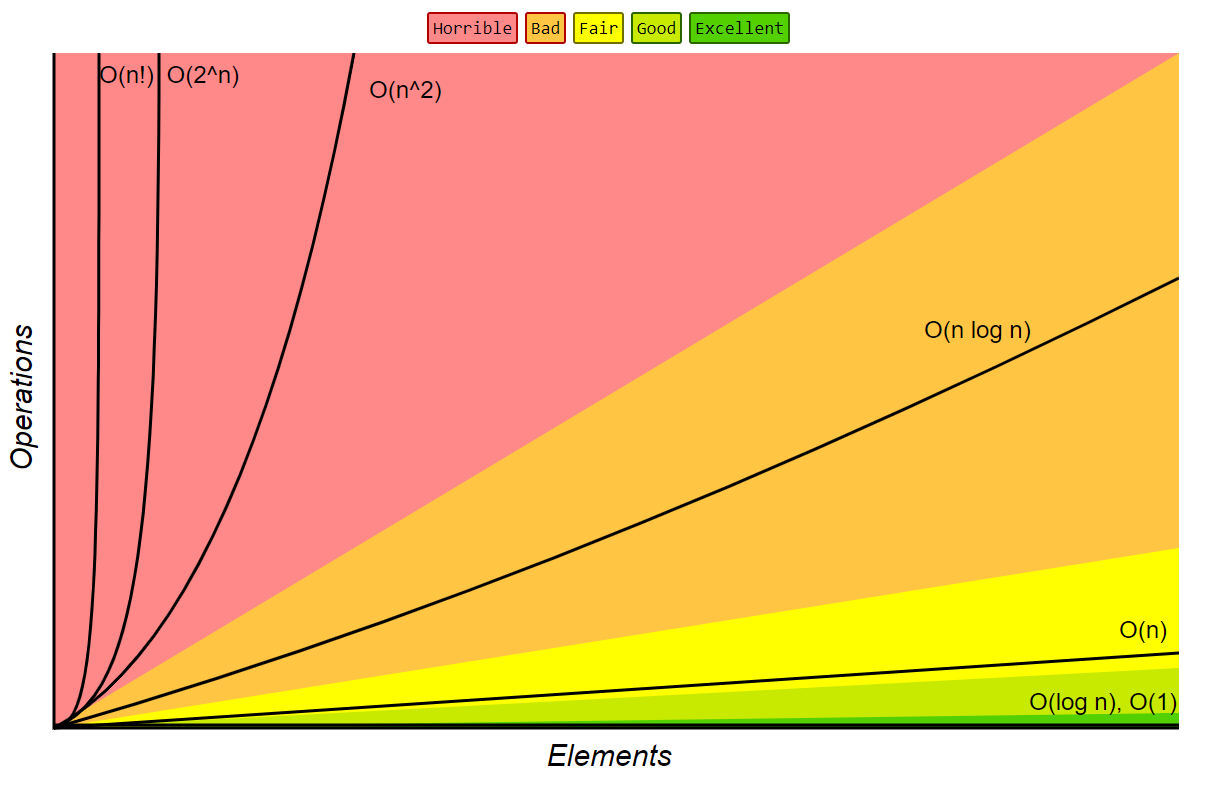 Horrible Bad Fair Good Excellent
O(n!) O(2^n)
O(n^2)
O(n log n)
O(n)
O(log n), O(1)
Operations
Elements